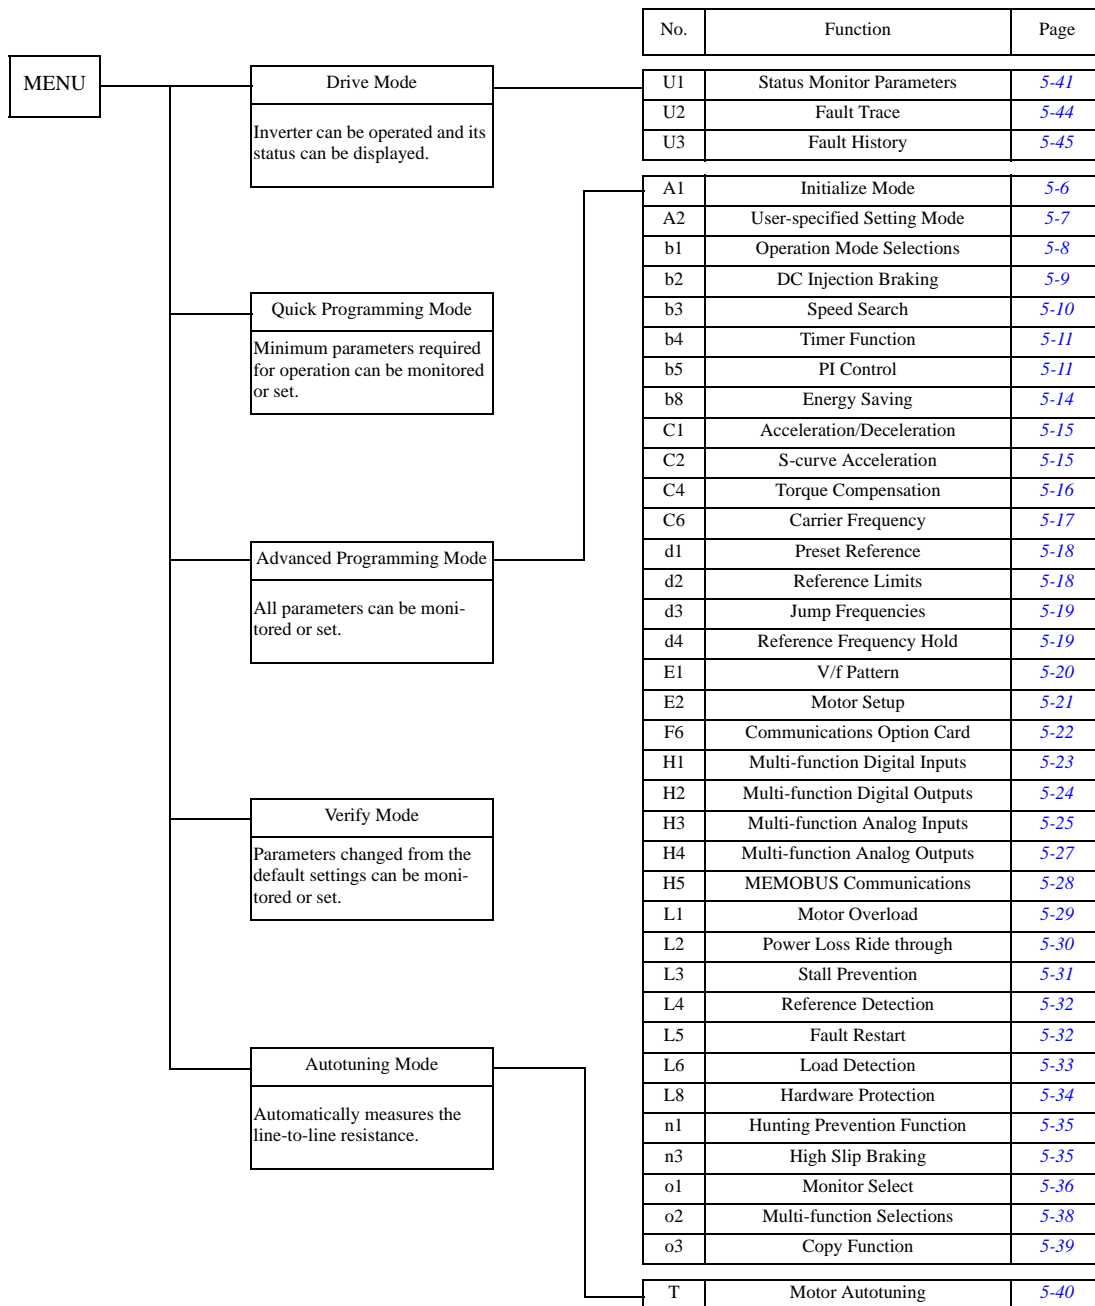 No. Function Page
MENU
Drive Mode
Inverter can be operated and its
status can be displayed.
Quick Programming Mode
Minimum parameters required
for operation can be monitored
or set.
Advanced Programming Mode
All parameters can be moni-
tored or set.
Verify Mode
Parameters changed from the
default settings can be moni-
tored or set.
Autotuning Mode
Automatically measures the
line-to-line resistance.
U1 Status Monitor Parameters 5-41
U2 Fault Trace 5-44
U3 Fault History 5-45
A1 Initialize Mode 5-6
A2 User-specified Setting Mode 5-7
b1 Operation Mode Selections 5-8
b2 DC Injection Braking 5-9
b3 Speed Search 5-10
b4 Timer Function 5-11
b5 PI Control 5-11
b8 Energy Saving 5-14
C1 Acceleration/Deceleration 5-15
C2 S-curve Acceleration 5-15
C4 Torque Compensation 5-16
C6 Carrier Frequency 5-17
d1 Preset Reference 5-18
d2 Reference Limits 5-18
d3 Jump Frequencies 5-19
d4 Reference Frequency Hold 5-19
E1 V/f Pattern 5-20
E2 Motor Setup 5-21
F6 Communications Option Card 5-22
H1 Multi-function Digital Inputs 5-23
H2 Multi-function Digital Outputs 5-24
H3 Multi-function Analog Inputs 5-25
H4 Multi-function Analog Outputs 5-27
H5 MEMOBUS Communications 5-28
L1 Motor Overload 5-29
L2 Power Loss Ride through 5-30
L3 Stall Prevention 5-31
L4 Reference Detection 5-32
L5 Fault Restart 5-32
L6 Load Detection 5-33
L8 Hardware Protection 5-34
n1 Hunting Prevention Function 5-35
n3 High Slip Braking 5-35
o1 Monitor Select 5-36
o2 Multi-function Selections 5-38
o3 Copy Function 5-39
T Motor Autotuning 5-40